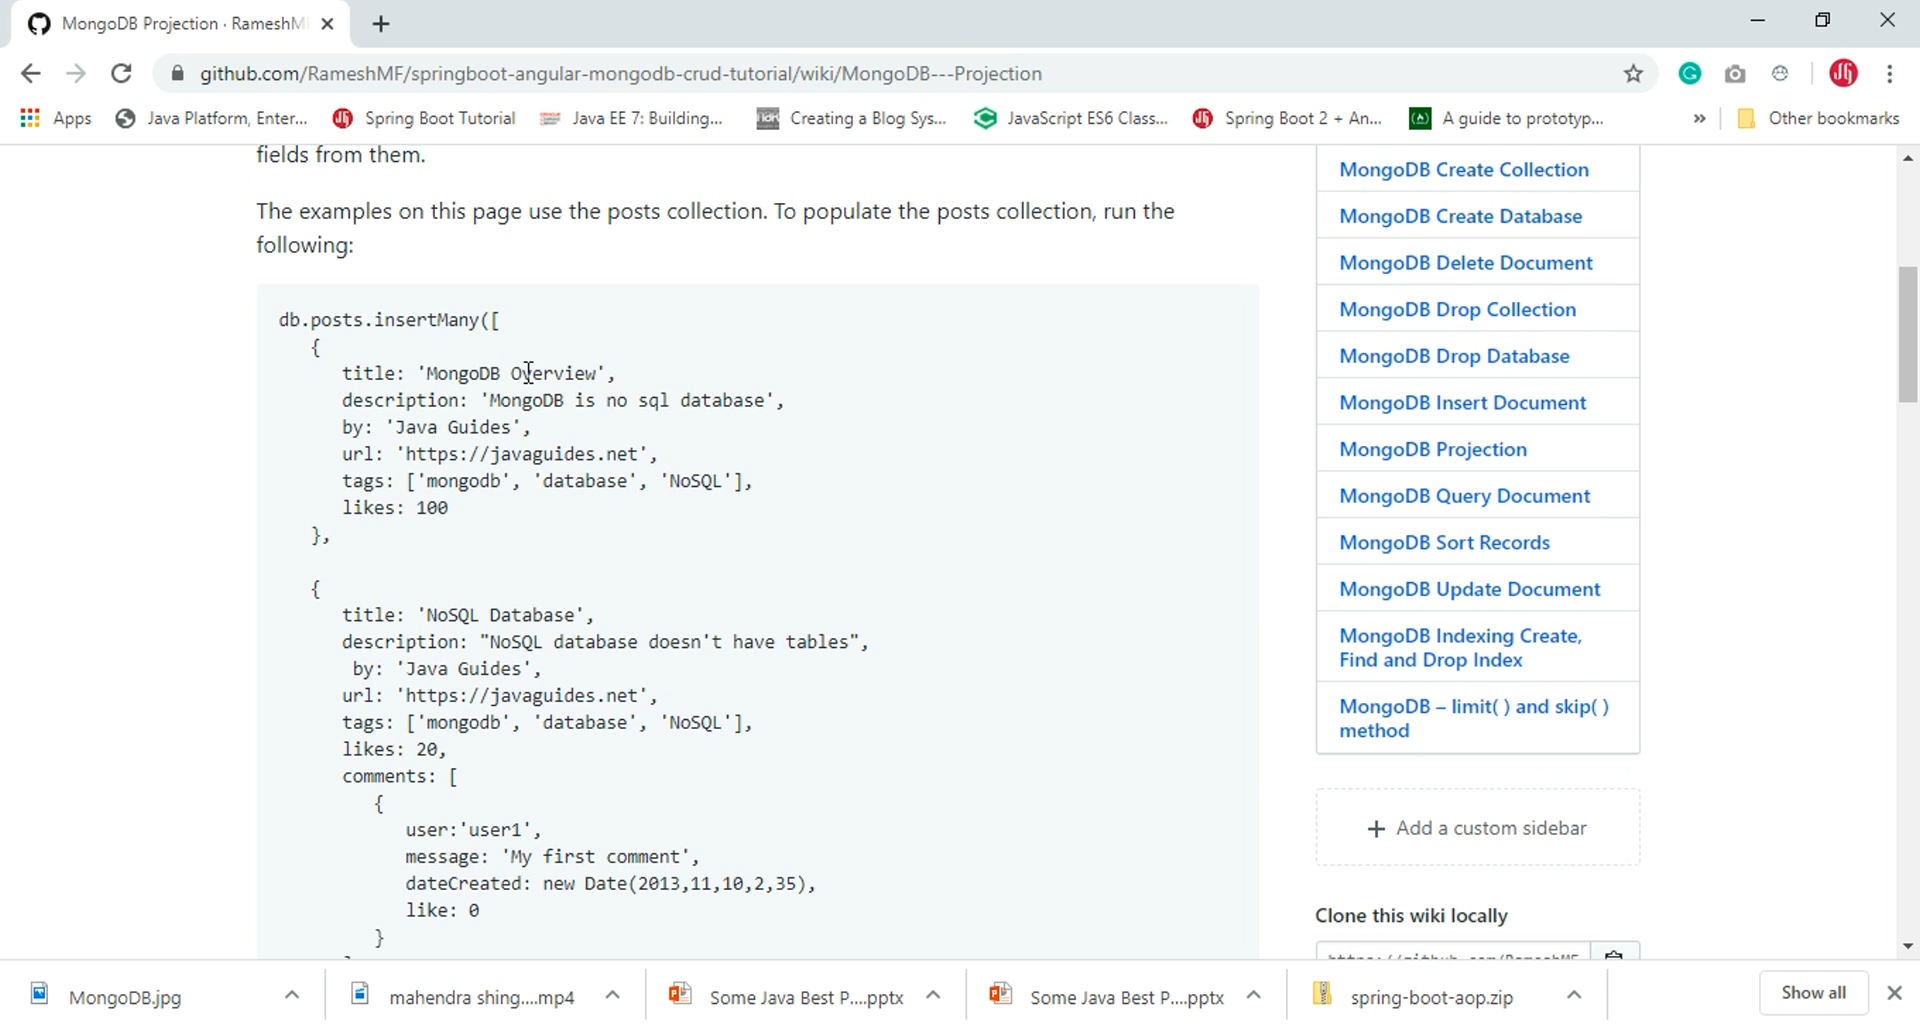 MongoDB Projection · RameshM
github.com/RameshMF/springboot-angular-mongodb-crud-tutorial/wiki/MongoDB---Projection
Apps
Java Platform, Enter...
Spring Boot Tutorial
Java EE 7: Building...
Creating a Blog Sys...
JavaScript ES6 Class...
Spring Boot 2 + An...
A guide to prototyp...
»
Other bookmarks
fields from them.
The examples on this page use the posts collection. To populate the posts collection, run the
following:
db.posts.insertMany([
{
title: 'MongoDB Overview',
description: 'MongoDB is no sql database',
by: 'Java Guides',
url: 'https://javaguides.net',
tags: ['mongodb', 'database', 'NoSQL'],
likes: 100
},
{
title: 'NoSQL Database',
description: "NoSQL database doesn't have tables",
by: 'Java Guides',
url: 'https://javaguides.net',
tags: ['mongodb', 'database', 'NoSQL'],
likes: 20,
comments: [
{
user:'user1',
message: 'My first comment',
dateCreated: new Date(2013,11,10,2,35),
like: 0
}
MongoDB Create Collection
MongoDB Create Database
MongoDB Delete Document
MongoDB Drop Collection
MongoDB Drop Database
MongoDB Insert Document
MongoDB Projection
MongoDB Query Document
MongoDB Sort Records
MongoDB Update Document
MongoDB Indexing Create,
Find and Drop Index
MongoDB – limit( ) and skip( )
method
+ Add a custom sidebar
Clone this wiki locally
MongoDB.jpg
mahendra shing....mp4
Some Java Best P....pptx
Some Java Best P....pptx
spring-boot-aop.zip
Show all